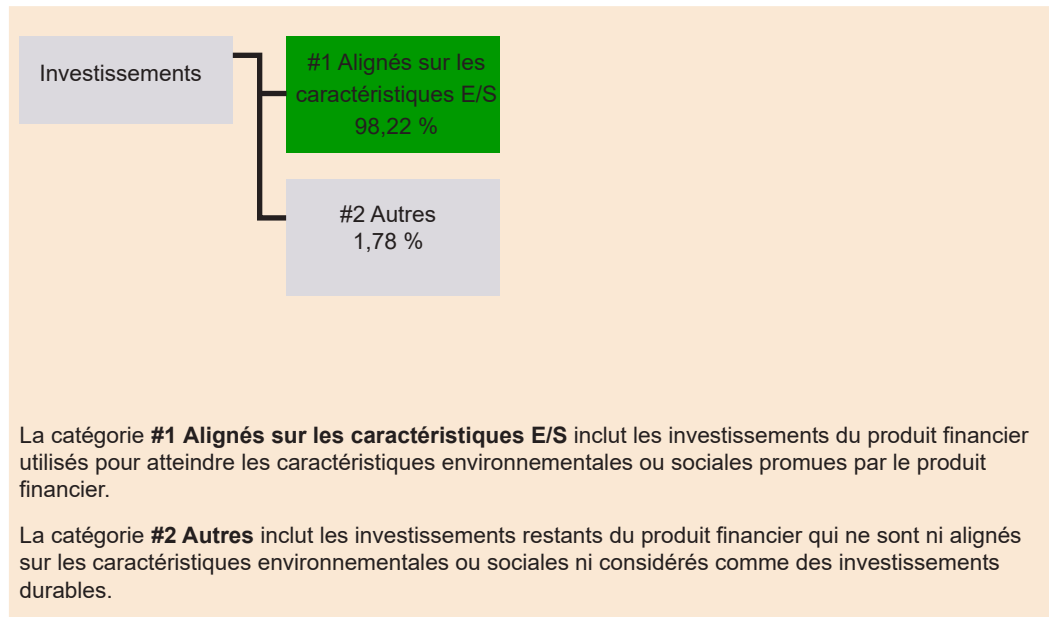 Investissements
#1 Alignés sur les
caractéristiques E/S
98,22 %
#2 Autres
1,78 %
La catégorie #1 Alignés sur les caractéristiques E/S inclut les investissements du produit financier
utilisés pour atteindre les caractéristiques environnementales ou sociales promues par le produit
financier.
La catégorie #2 Autres inclut les investissements restants du produit financier qui ne sont ni alignés
sur les caractéristiques environnementales ou sociales ni considérés comme des investissements
durables.